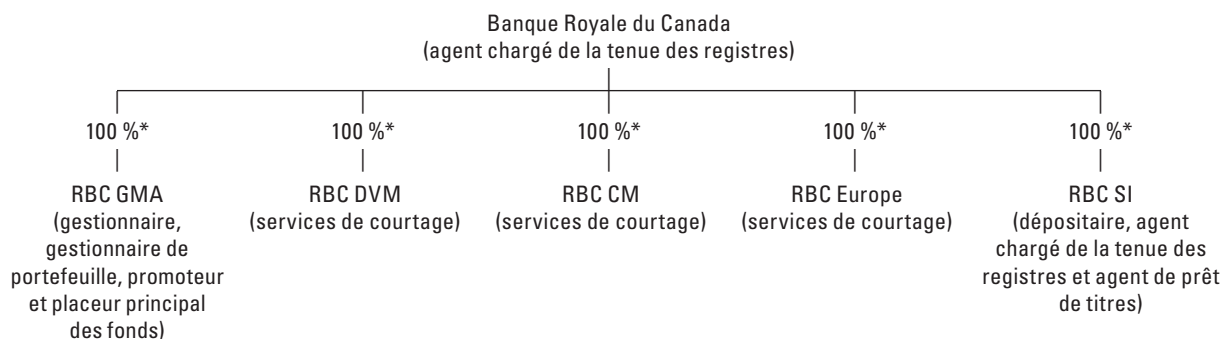 Banque Royale du Canada
(agent chargé de la tenue des registres)
100 %*
100 %*
100 %*
100 %*
100 %*
RBC GMA
(gestionnaire,
gestionnaire de
portefeuille, promoteur
et placeur principal
des fonds)
RBC DVM
(services de courtage)
RBC CM
(services de courtage)
RBC Europe
(services de courtage)
RBC SI
(dépositaire, agent
chargé de la tenue des
registres et agent de prêt
de titres)